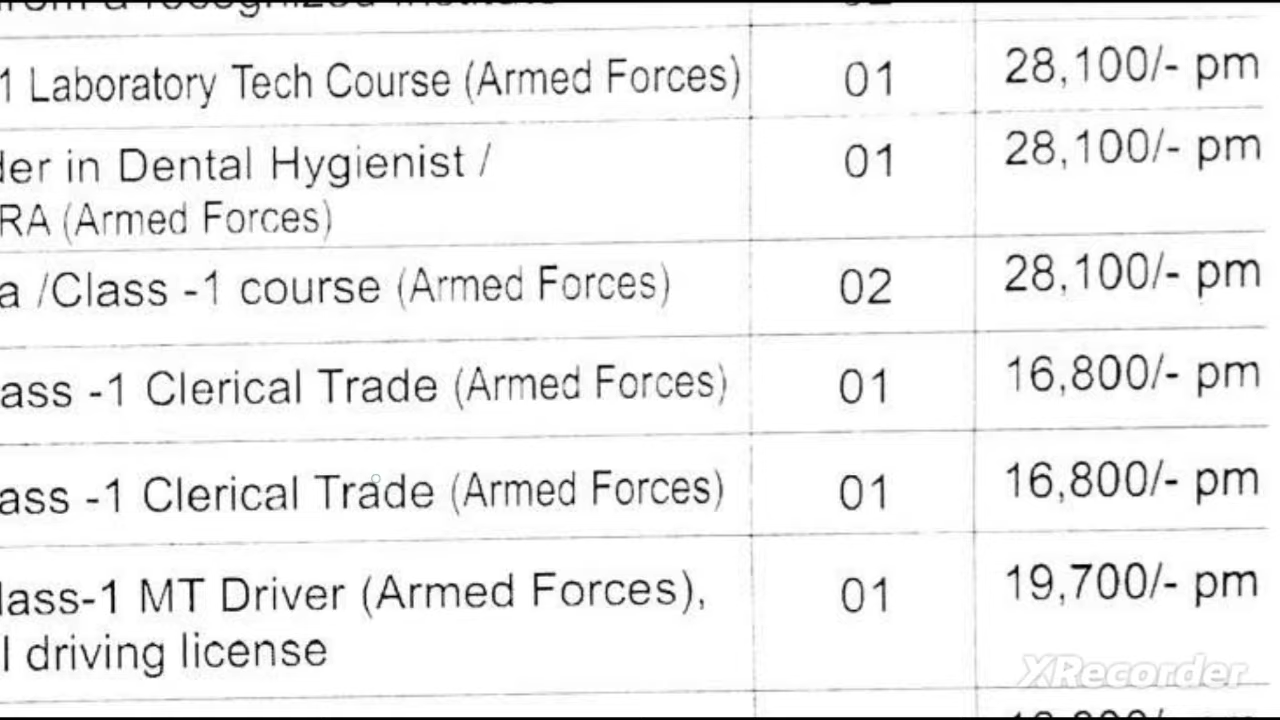 1 Laboratory Tech Course (Armed Forces) 01 28,100/- pm
der in Dental Hygienist / 01 28,100/- pm
RA (Armed Forces)
a /Class -1 course (Armed Forces) 02 28,100/- pm
ass -1 Clerical Trade (Armed Forces) 01 16,800/- pm
ass -1 Clerical Trade (Armed Forces) 01 16,800/- pm
lass-1 MT Driver (Armed Forces), 01 19,700/- pm
l driving license
XRecorder